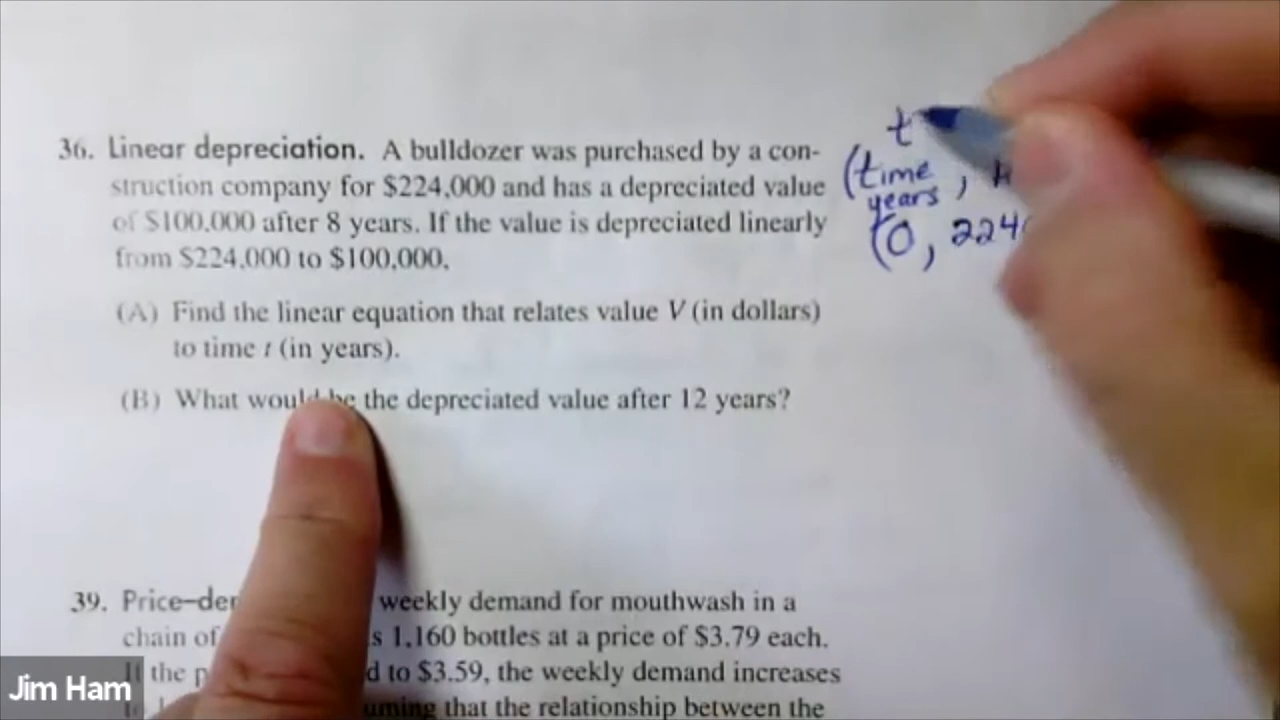 36. Linear depreciation. A bulldozer was purchased by a con-
struction company for $224,000 and has a depreciated value
of $100,000 after 8 years. If the value is depreciated linearly
from $224,000 to $100,000,
(A) Find the linear equation that relates value V (in dollars)
to time t (in years).
(B) What would be the depreciated value after 12 years?
t
(time
years ,
(0, 224
39. Price–dem weekly demand for mouthwash in a
chain of 1,160 bottles at a price of $3.79 each.
If the d to $3.59, the weekly demand increases
that the relationship between the
Jim Ham